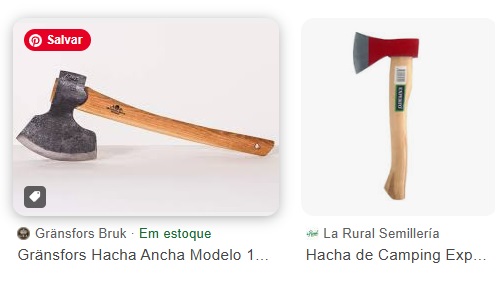 Salvar
Gränsfors Bruk · Em estoque
Gränsfors Hacha Ancha Modelo 1...
La Rural Semillería
Hacha de Camping Exp...